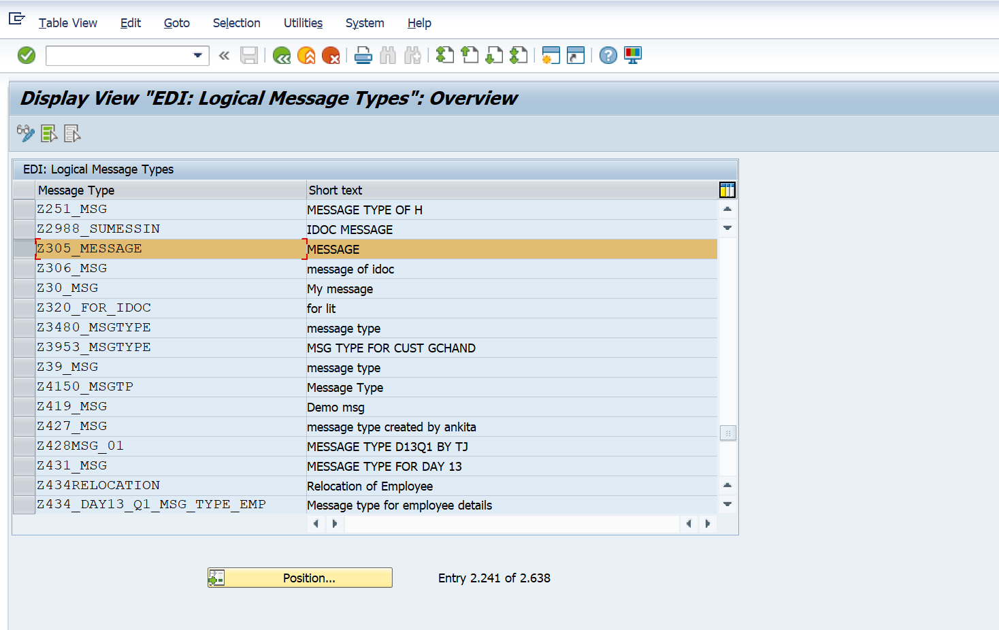 Table View Edit Goto Selection Utilities System Help
Display View "EDI: Logical Message Types": Overview
EDI: Logical Message Types
Message Type Short text
Z251_MSG MESSAGE TYPE OF H
Z2988_SUMESSIN IDOC MESSAGE
Z305_MESSAGE MESSAGE
Z306_MSG message of idoc
Z30_MSG My message
Z320_FOR_IDOC for lit
Z3480_MSGTYPE message type
Z3953_MSGTYPE MSG TYPE FOR CUST GCHAND
Z39_MSG message type
Z4150_MSGTP Message Type
Z419_MSG Demo msg
Z427_MSG message type created by ankita
Z428MSG_01 MESSAGE TYPE D13Q1 BY TJ
Z431_MSG MESSAGE TYPE FOR DAY 13
Z434RELOCATION Relocation of Employee
Z434_DAY13_Q1_MSG_TYPE_EMP Message type for employee details
Position... Entry 2.241 of 2.638